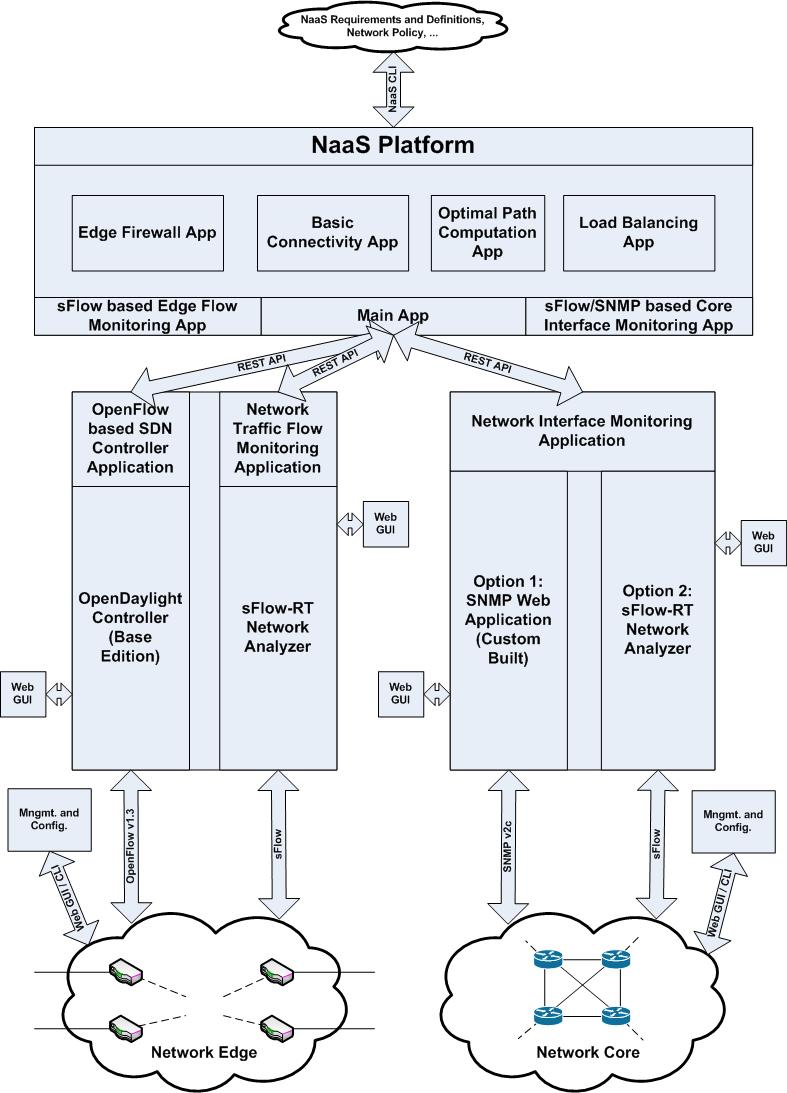 NaaS Requirements and Definitions,
Network Policy, ...
NaaS CLI
NaaS Platform
Edge Firewall App
Basic
Connectivity App
Optimal Path
Computation
App
Load Balancing
App
sFlow based Edge Flow
Monitoring App
Main App
sFlow/SNMP based Core
Interface Monitoring App
REST API
REST API
REST API
OpenFlow
based SDN
Controller
Application
Network
Traffic Flow
Monitoring
Application
Network Interface Monitoring
Application
Web
GUI
Web
GUI
OpenDaylight
Controller
(Base
Edition)
sFlow-RT
Network
Analyzer
Option 1:
SNMP Web
Application
(Custom
Built)
Option 2:
sFlow-RT
Network
Analyzer
Web
GUI
Web
GUI
Mngmt. and
Config.
OpenFlow v1.3
sFlow
SNMP v2c
sFlow
Mngmt. and
Config.
Web GUI / CLI
Web GUI / CLI
Network Edge
Network Core